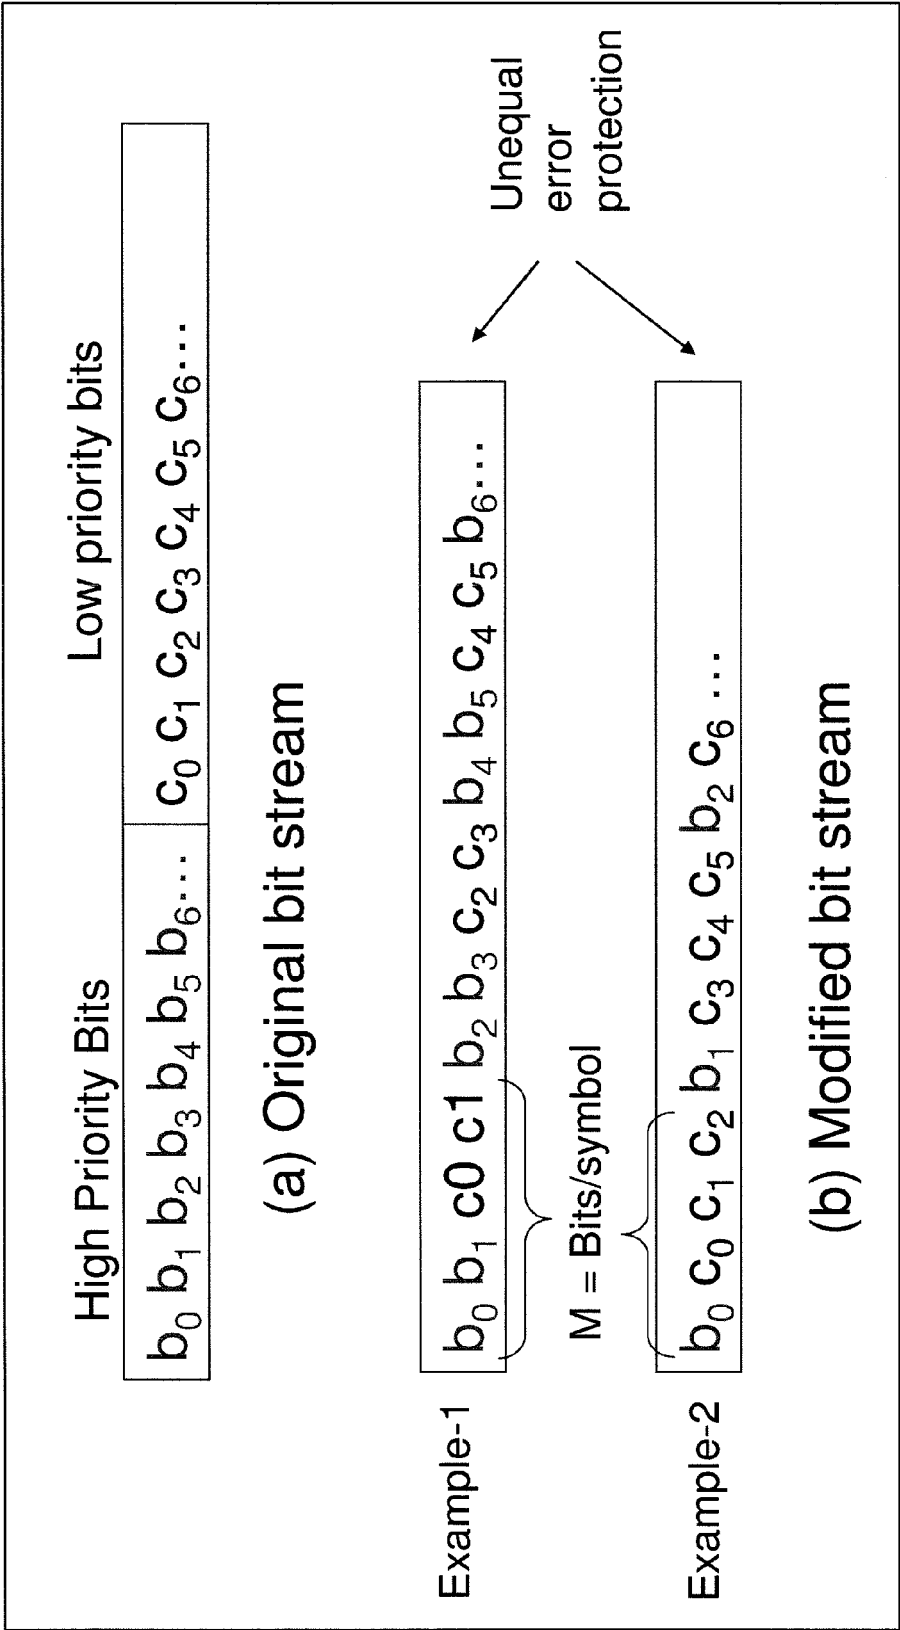 High Priority Bits
Low priority bits
b₀ b₁ b₂ b₃ b₄ b₅ b₆...
c₀ c₁ c₂ c₃ c₄ c₅ c₆...
(a) Original bit stream
Example-1
b₀ b₁ c0 c1 b₂ b₃ c₂ c₃ b₄ b₅ c₄ c₅ b₆...
Unequal
error
protection
M = Bits/symbol
Example-2
b₀ c₀ c₁ c₂ b₁ c₃ c₄ c₅ b₂ c₆ ...
(b) Modified bit stream